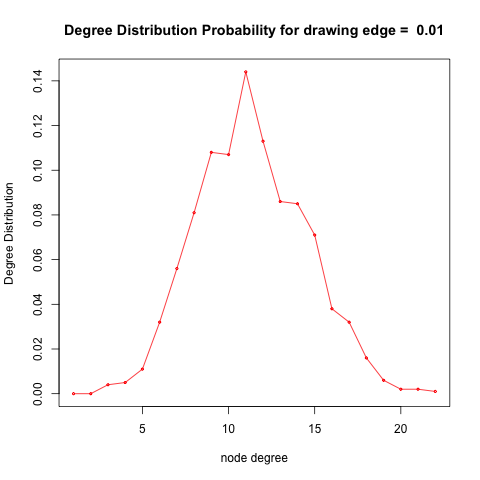 Degree Distribution Probability for drawing edge =  0.01
Degree Distribution
0.14
0.12
0.10
0.08
0.06
0.04
0.02
0.00
5 10 15 20
node degree